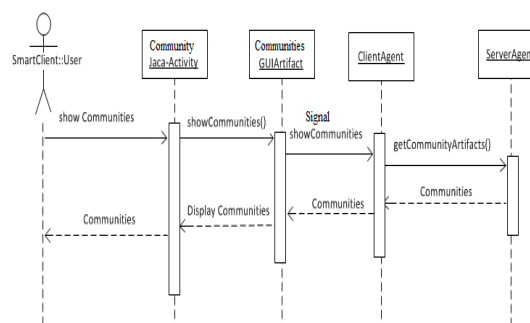 SmartClient::User
Community
Jaca-Activity
Communities
GUIArtifact
ClientAgent
ServerAgent
show Communities
showCommunities()
Signal
showCommunities
getCommunityArtifacts()
Communities
Communities
Display Communities
Communities